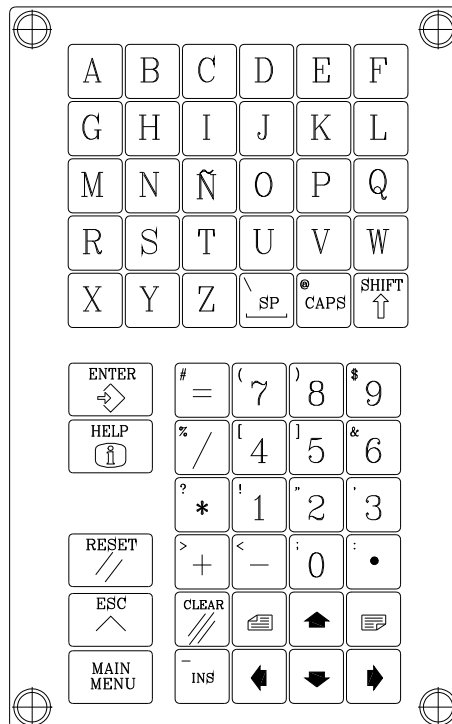 A B C D E F
G H I J K L
M N Ñ O P Q
R S T U V W
X Y Z \ SP @ CAPS SHIFT
ENTER # = ( 7 ) 8 $ 9
HELP % / [ 4 ] 5 & 6
? * ! 1 " 2 ' 3
RESET > + < - ; 0 : •
ESC CLEAR
MAIN MENU — INS